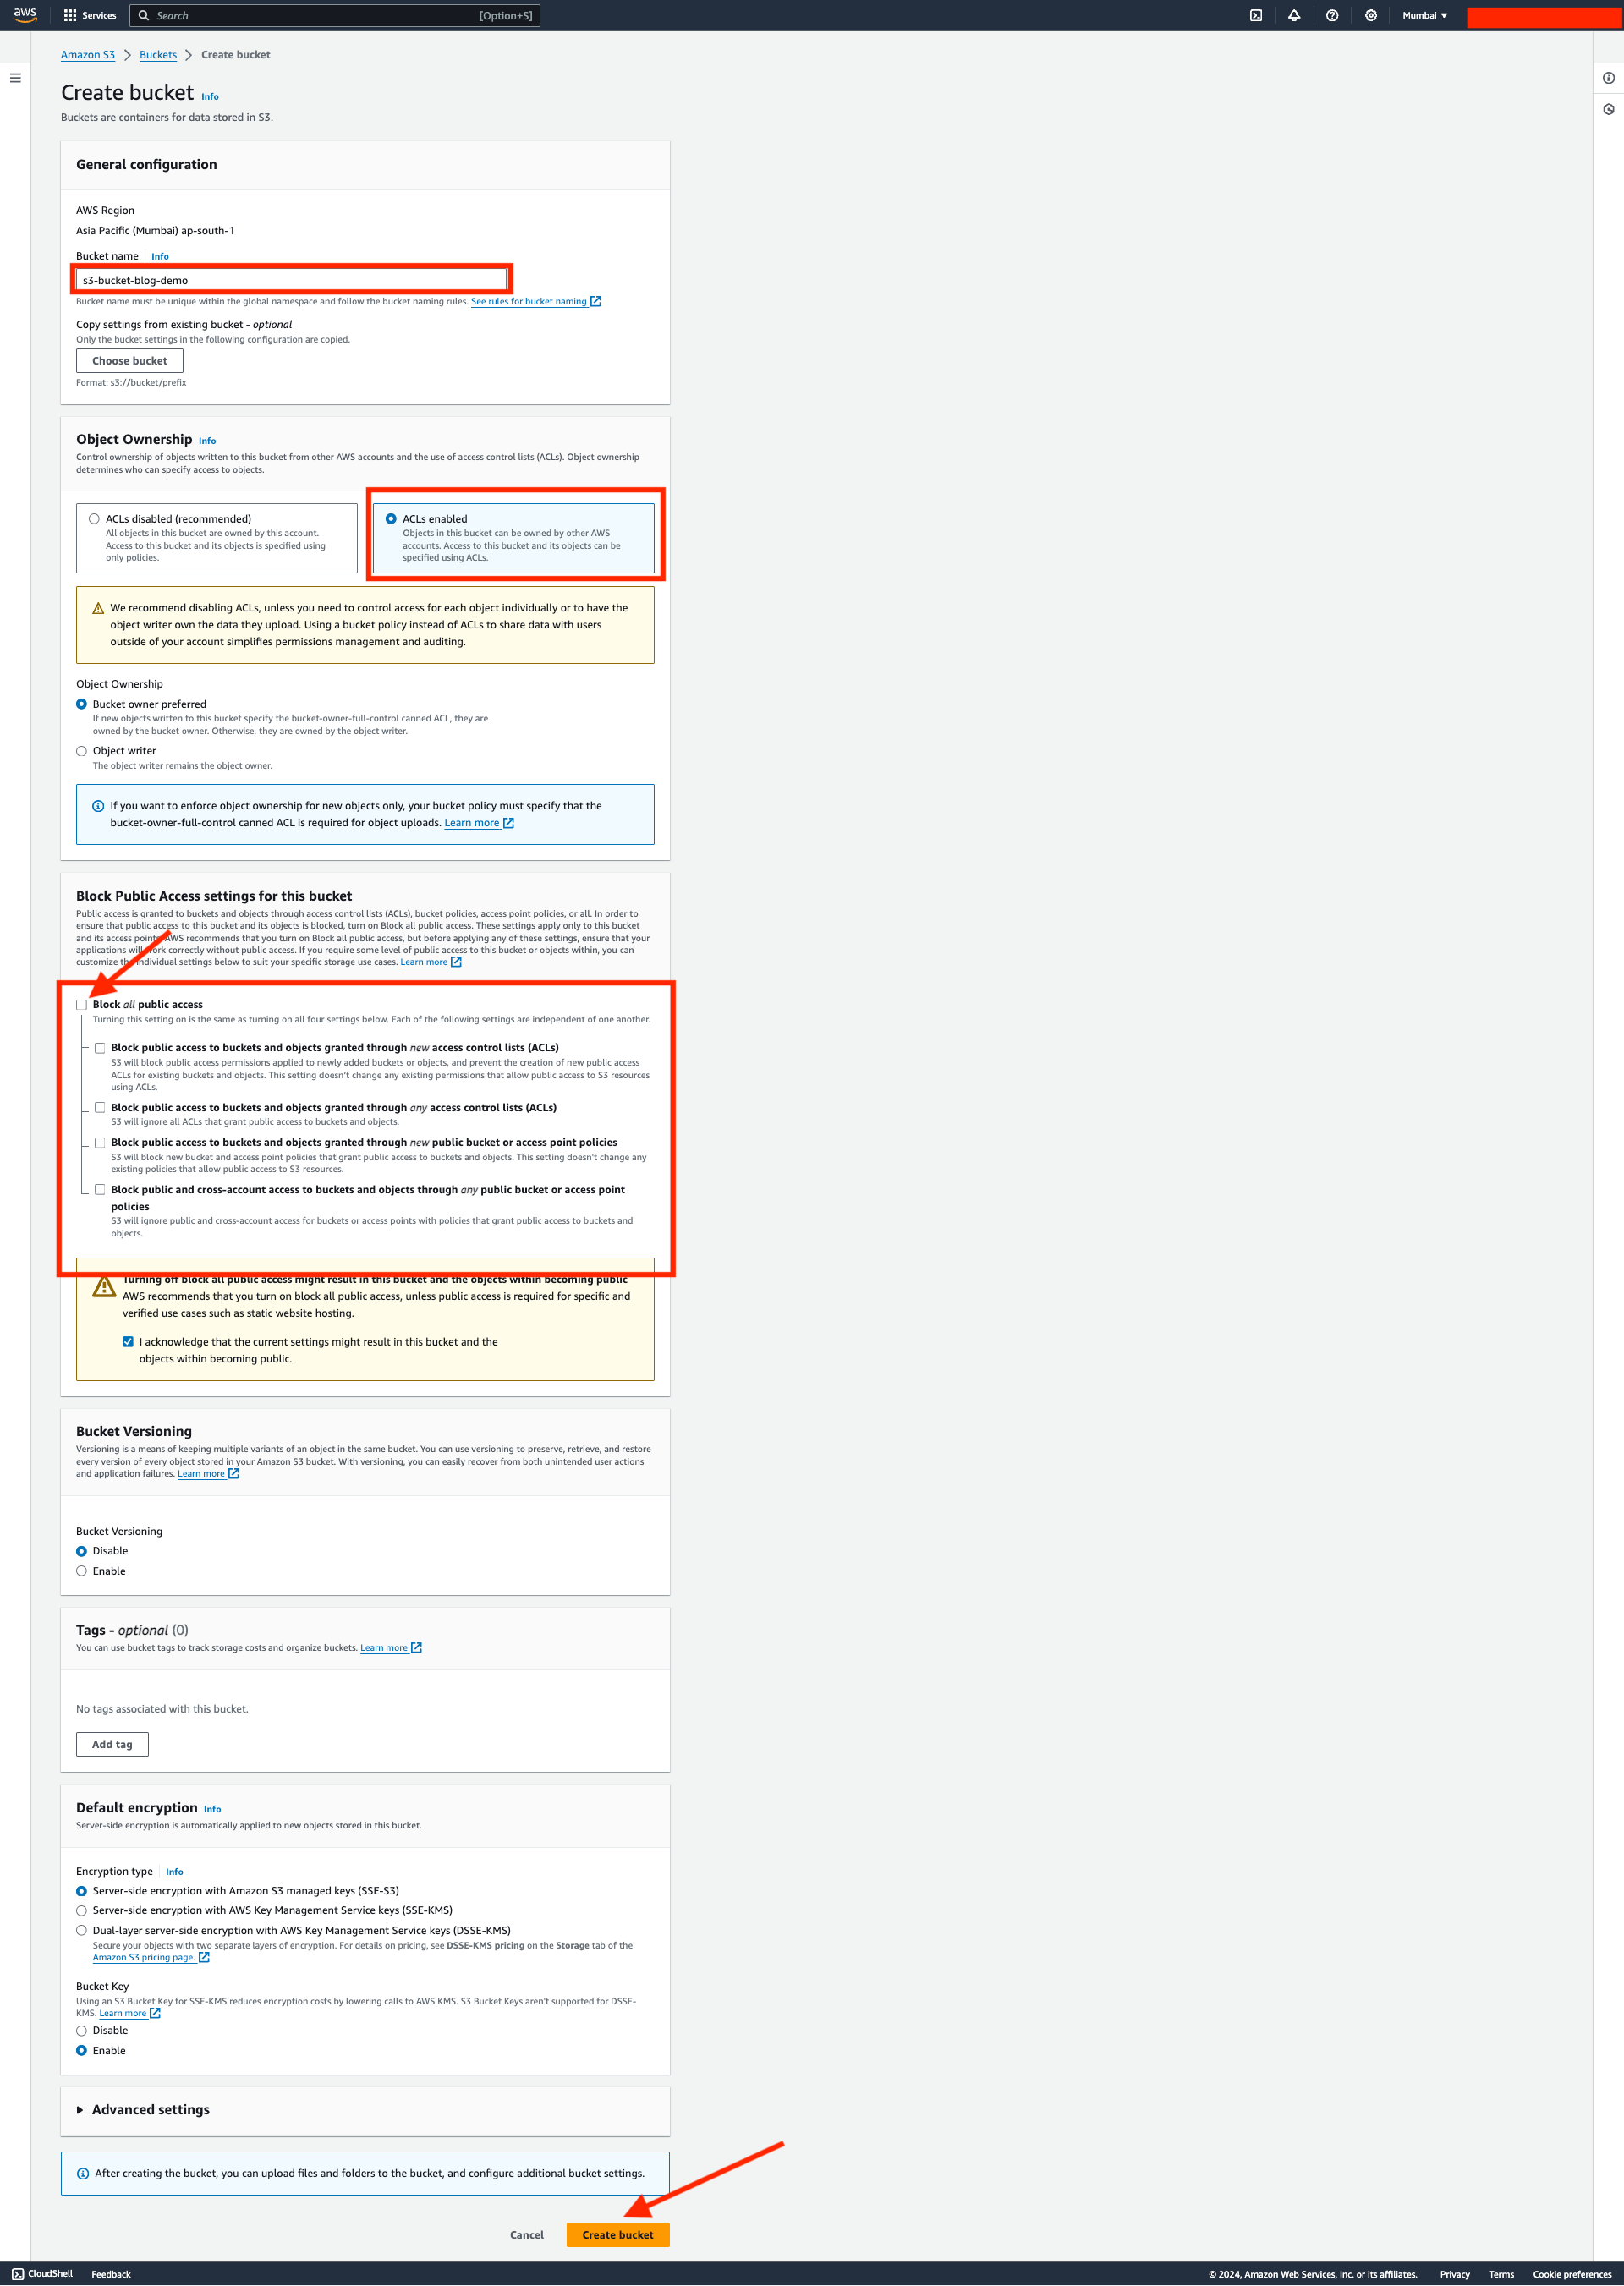 aws
Services
Search
[Option+S]
Mumbai ▼
Amazon S3 > Buckets > Create bucket
Create bucket Info
Buckets are containers for data stored in S3.
General configuration
AWS Region
Asia Pacific (Mumbai) ap-south-1
Bucket name Info
s3-bucket-blog-demo
Bucket name must be unique within the global namespace and follow the bucket naming rules. See rules for bucket naming
Copy settings from existing bucket - optional
Only the bucket settings in the following configuration are copied.
Choose bucket
Format: s3://bucket/prefix
Object Ownership Info
Control ownership of objects written to this bucket from other AWS accounts and the use of access control lists (ACLs). Object ownership
determines who can specify access to objects.
ACLs disabled (recommended)
All objects in this bucket are owned by this account.
Access to this bucket and its objects is specified using
only policies.
ACLs enabled
Objects in this bucket can be owned by other AWS
accounts. Access to this bucket and its objects can be
specified using ACLs.
We recommend disabling ACLs, unless you need to control access for each object individually or to have the
object writer own the data they upload. Using a bucket policy instead of ACLs to share data with users
outside of your account simplifies permissions management and auditing.
Object Ownership
Bucket owner preferred
If new objects written to this bucket specify the bucket-owner-full-control canned ACL, they are
owned by the bucket owner. Otherwise, they are owned by the object writer.
Object writer
The object writer remains the object owner.
If you want to enforce object ownership for new objects only, your bucket policy must specify that the
bucket-owner-full-control canned ACL is required for object uploads. Learn more
Block Public Access settings for this bucket
Public access is granted to buckets and objects through access control lists (ACLs), bucket policies, access point policies, or all. In order to
ensure that public access to this bucket and its objects is blocked, turn on Block all public access. These settings apply only to this bucket
and its access points. AWS recommends that you turn on Block all public access, but before applying any of these settings, ensure that your
applications will work correctly without public access. If you require some level of public access to this bucket or objects within, you can
customize the individual settings below to suit your specific storage use cases. Learn more
Block all public access
Turning this setting on is the same as turning on all four settings below. Each of the following settings are independent of one another.
Block public access to buckets and objects granted through new access control lists (ACLs)
S3 will block public access permissions applied to newly added buckets or objects, and prevent the creation of new public access
ACLs for existing buckets and objects. This setting doesn't change any existing permissions that allow public access to S3 resources
using ACLs.
Block public access to buckets and objects granted through any access control lists (ACLs)
S3 will ignore all ACLs that grant public access to buckets and objects.
Block public access to buckets and objects granted through new public bucket or access point policies
S3 will block new bucket and access point policies that grant public access to buckets and objects. This setting doesn't change any
existing policies that allow public access to S3 resources.
Block public and cross-account access to buckets and objects through any public bucket or access point
policies
S3 will ignore public and cross-account access for buckets or access points with policies that grant public access to buckets and
objects.
Turning off block all public access might result in this bucket and the objects within becoming public
AWS recommends that you turn on block all public access, unless public access is required for specific and
verified use cases such as static website hosting.
I acknowledge that the current settings might result in this bucket and the
objects within becoming public.
Bucket Versioning
Versioning is a means of keeping multiple variants of an object in the same bucket. You can use versioning to preserve, retrieve, and restore
every version of every object stored in your Amazon S3 bucket. With versioning, you can easily recover from both unintended user actions
and application failures. Learn more
Bucket Versioning
Disable
Enable
Tags - optional (0)
You can use bucket tags to track storage costs and organize buckets. Learn more
No tags associated with this bucket.
Add tag
Default encryption Info
Server-side encryption is automatically applied to new objects stored in this bucket.
Encryption type Info
Server-side encryption with Amazon S3 managed keys (SSE-S3)
Server-side encryption with AWS Key Management Service keys (SSE-KMS)
Dual-layer server-side encryption with AWS Key Management Service keys (DSSE-KMS)
Secure your objects with two separate layers of encryption. For details on pricing, see DSSE-KMS pricing on the Storage tab of the
Amazon S3 pricing page.
Bucket Key
Using an S3 Bucket Key for SSE-KMS reduces encryption costs by lowering calls to AWS KMS. S3 Bucket Keys aren't supported for DSSE-
KMS. Learn more
Disable
Enable
Advanced settings
After creating the bucket, you can upload files and folders to the bucket, and configure additional bucket settings.
Cancel
Create bucket
CloudShell
Feedback
© 2024, Amazon Web Services, Inc. or its affiliates.
Privacy
Terms
Cookie preferences